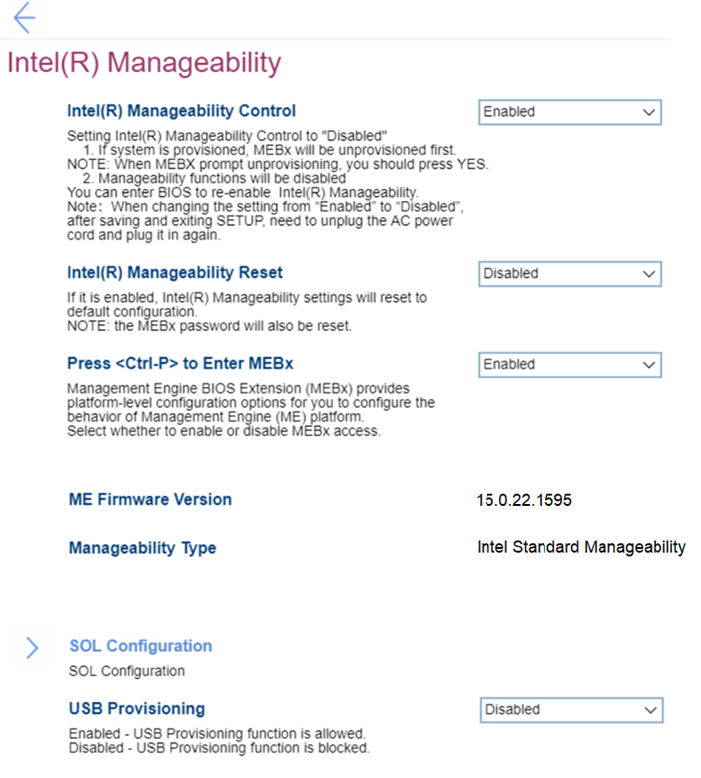 Intel(R) Manageability
Intel(R) Manageability Control
Enabled
Setting Intel(R) Manageability Control to "Disabled"
1. If system is provisioned, MEBx will be unprovisioned first.
NOTE: When MEBX prompt unprovisioning, you should press YES.
2. Manageability functions will be disabled
You can enter BIOS to re-enable Intel(R) Manageability.
Note: When changing the setting from “Enabled” to “Disabled”,
after saving and exiting SETUP, need to unplug the AC power
cord and plug it in again.
Intel(R) Manageability Reset
Disabled
If it is enabled, Intel(R) Manageability settings will reset to
default configuration.
NOTE: the MEBx password will also be reset.
Press <Ctrl-P> to Enter MEBx
Enabled
Management Engine BIOS Extension (MEBx) provides
platform-level configuration options for you to configure the
behavior of Management Engine (ME) platform.
Select whether to enable or disable MEBx access.
ME Firmware Version
15.0.22.1595
Manageability Type
Intel Standard Manageability
SOL Configuration
SOL Configuration
USB Provisioning
Disabled
Enabled - USB Provisioning function is allowed.
Disabled - USB Provisioning function is blocked.